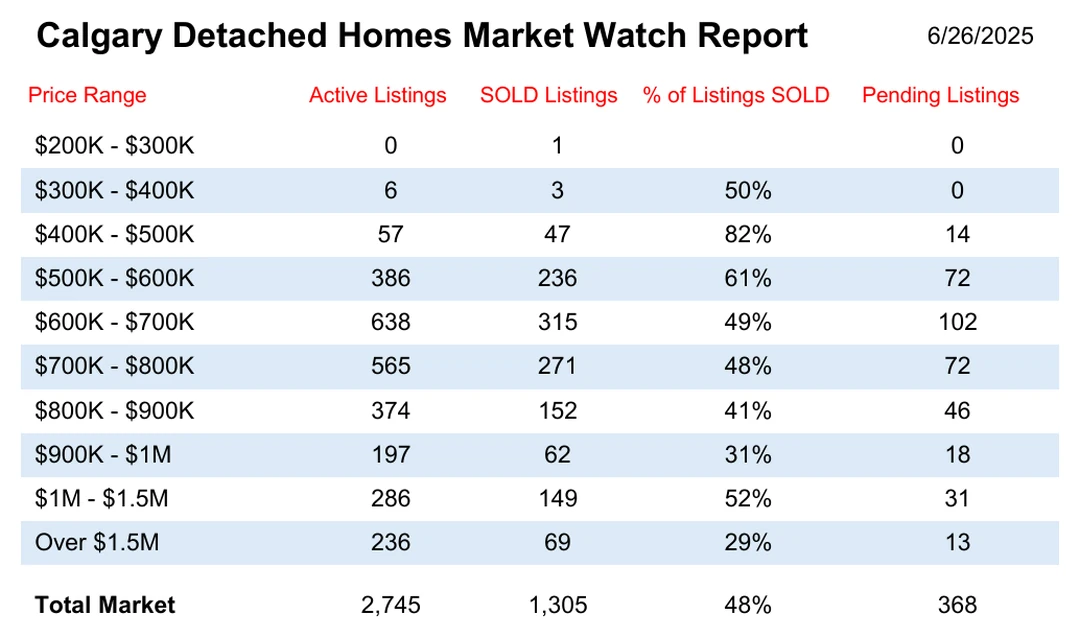 Calgary Detached Homes Market Watch Report 6/26/2025
Price Range Active Listings SOLD Listings % of Listings SOLD Pending Listings
$200K - $300K 0 1 0
$300K - $400K 6 3 50% 0
$400K - $500K 57 47 82% 14
$500K - $600K 386 236 61% 72
$600K - $700K 638 315 49% 102
$700K - $800K 565 271 48% 72
$800K - $900K 374 152 41% 46
$900K - $1M 197 62 31% 18
$1M - $1.5M 286 149 52% 31
Over $1.5M 236 69 29% 13
Total Market 2,745 1,305 48% 368